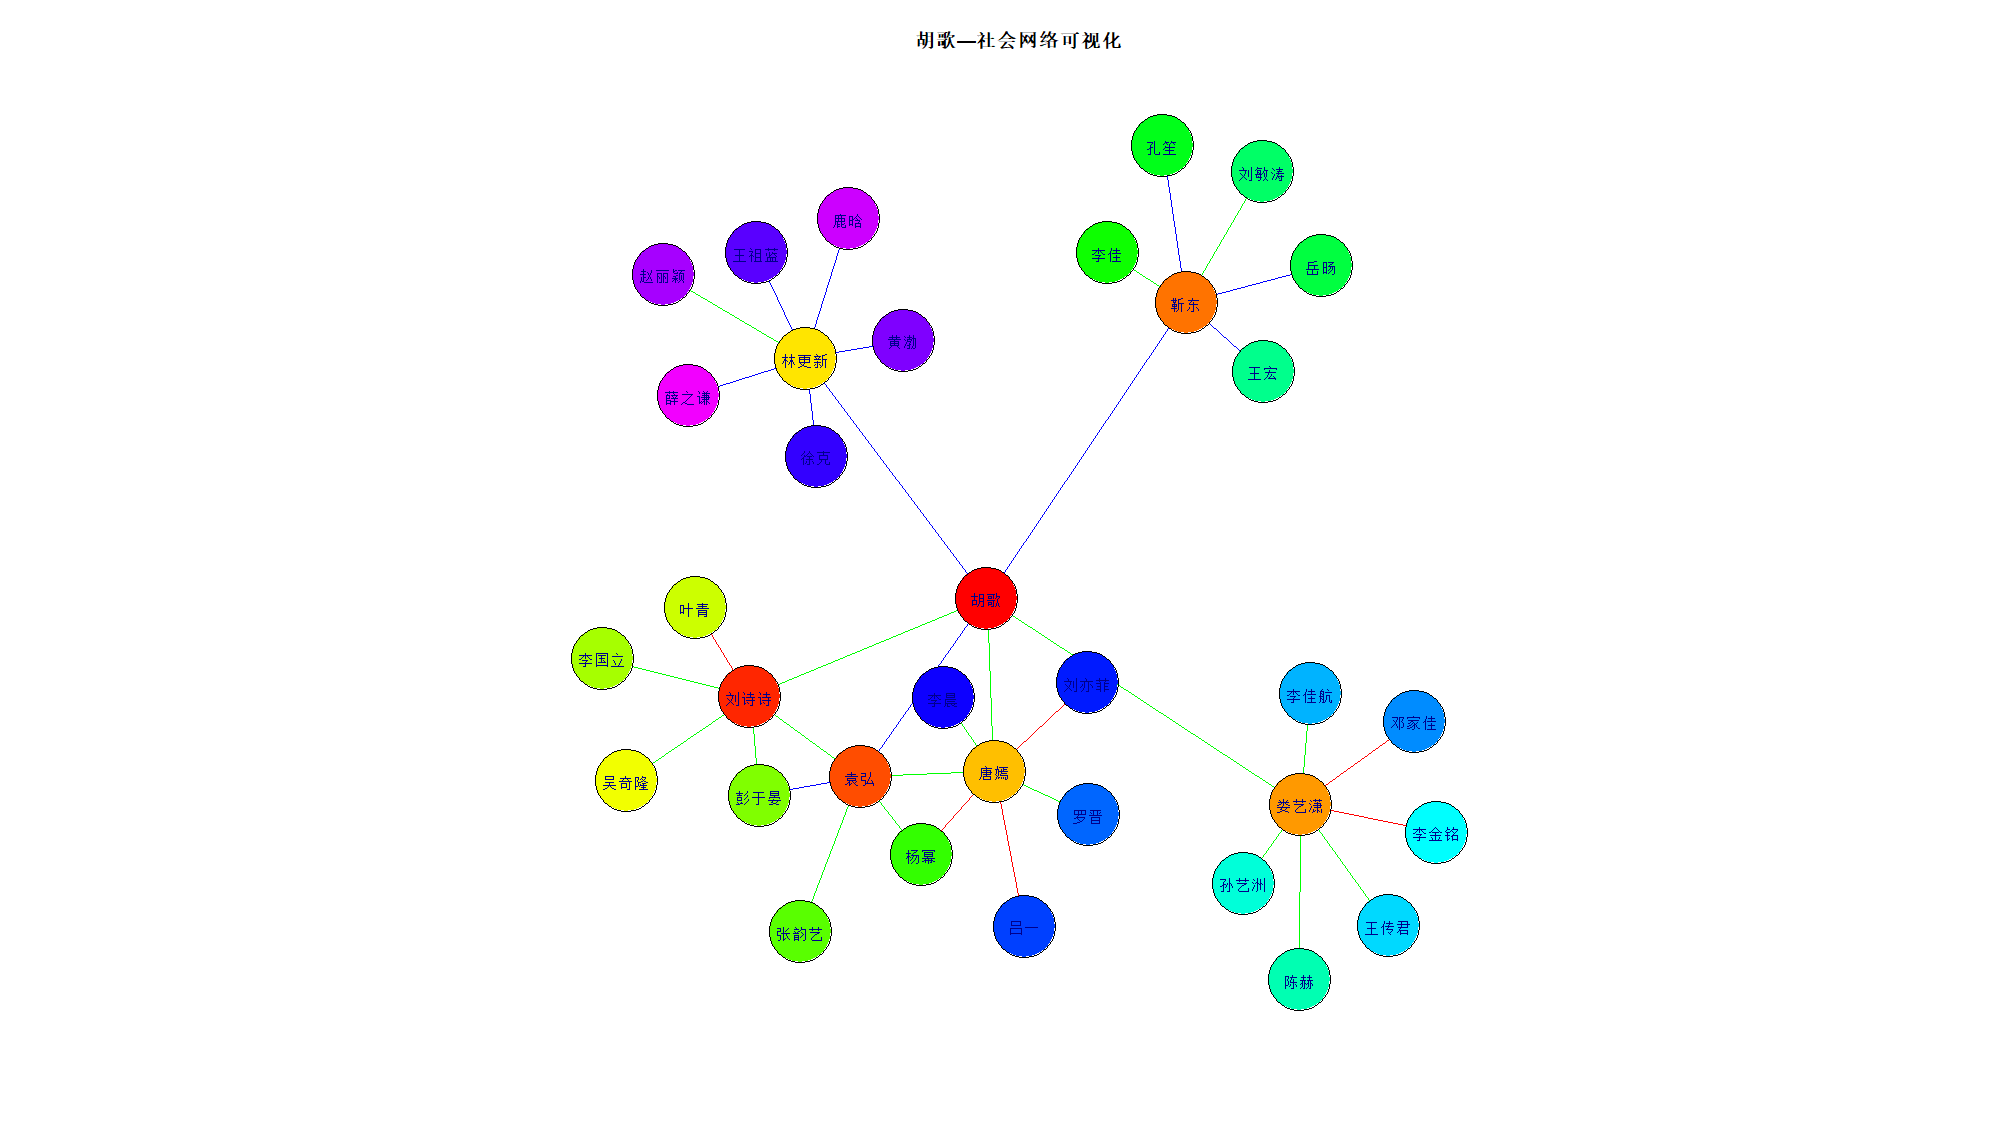 胡歌—社会网络可视化
孔笙
刘敏涛
鹿晗
王祖蓝
李佳
岳旸
赵丽颖
靳东
黄渤
林更新
王宏
薛之谦
徐克
胡歌
叶青
李国立
刘亦菲
李佳航
刘诗诗
李晨
邓家佳
唐嫣
袁弘
吴奇隆
彭于晏
娄艺潇
罗晋
李金铭
杨幂
孙艺洲
王传君
吕一
张韵艺
陈赫